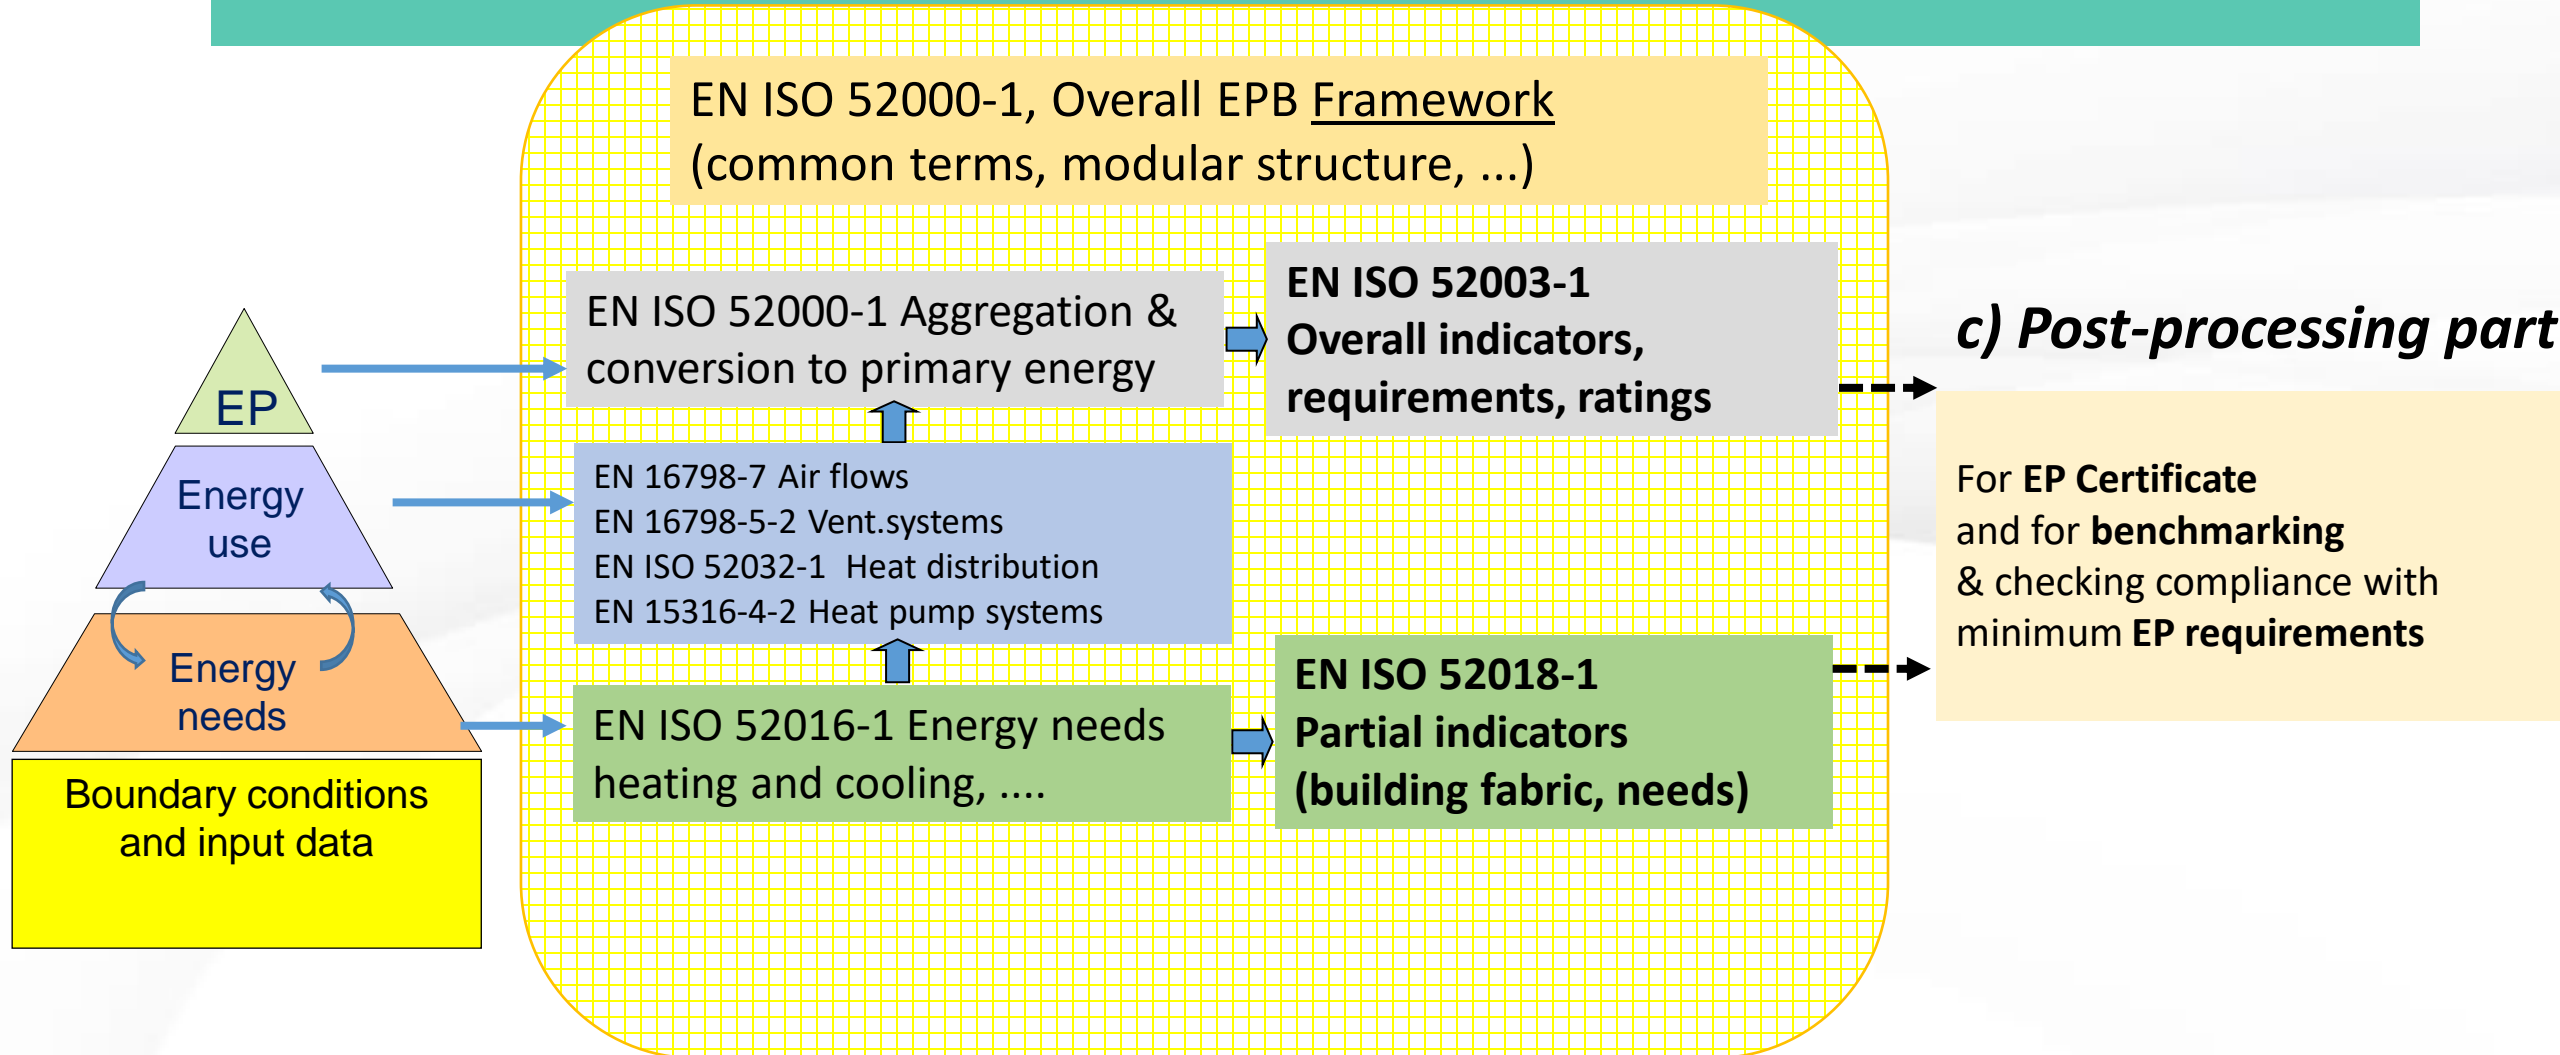 EN ISO 52000-1, Overall EPB Framework
(common terms, modular structure, ...)
EP
Energy
use
Energy
needs
Boundary conditions
and input data
EN ISO 52000-1 Aggregation &
conversion to primary energy
EN 16798-7 Air flows
EN 16798-5-2 Vent.systems
EN ISO 52032-1  Heat distribution
EN 15316-4-2 Heat pump systems
EN ISO 52016-1 Energy needs
heating and cooling, ....
EN ISO 52003-1
Overall indicators,
requirements, ratings
EN ISO 52018-1
Partial indicators
(building fabric, needs)
c) Post-processing part
For EP Certificate
and for benchmarking
& checking compliance with
minimum EP requirements